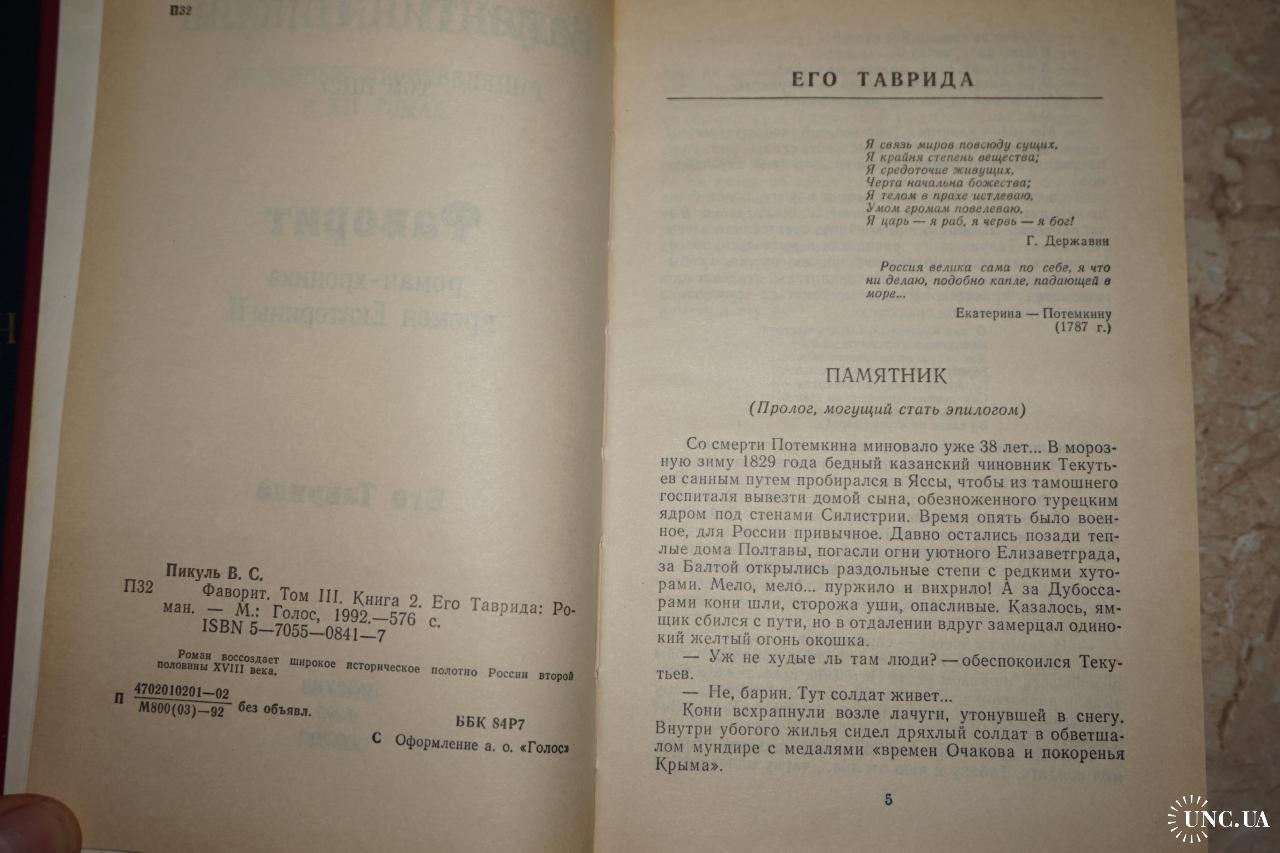 П32
Пикуль В. С.
П32 Фаворит. Том III. Книга 2. Его Таврида: Ро-
ман. — М.: Голос, 1992.—576 с.
ISBN 5—7055—0841—7
Роман воссоздает широкое историческое полотно России второй
половины XVIII века.
П 4702010201—02
М800(03)—92 без объявл.
ББК 84Р7
С Оформление а. о. «Голос»
ЕГО ТАВРИДА
Я связь миров повсюду сущих,
Я крайня степень вещества;
Я средоточие живущих,
Черта начальна божества;
Я телом в прахе истлеваю,
Умом громам повелеваю,
Я царь — я раб, я червь — я бог!
Г. Державин
Россия велика сама по себе, я что
ни делаю, подобно капле, падающей в
море...
Екатерина — Потемкину
(1787 г.)
ПАМЯТНИК
(Пролог, могущий стать эпилогом)
Со смерти Потемкина миновало уже 38 лет... В мороз-
ную зиму 1829 года бедный казанский чиновник Текуть-
ев санным путем пробирался в Яссы, чтобы из тамошнего
госпиталя вывезти домой сына, обезноженного турецким
ядром под стенами Силистрии. Время опять было воен-
ное, для России привычное. Давно остались позади теп-
лые дома Полтавы, погасли огни уютного Елизаветграда,
за Балтой открылись раздольные степи с редкими хуто-
рами. Мело, мело... пуржило и вихрило! А за Дубосса-
рами кони шли, сторожа уши, опасливые. Казалось, ям-
щик сбился с пути, но в отдалении вдруг замерцал одино-
кий желтый огонь окошка.
— Уж не худые ль там люди? — обеспокоился Теку-
тьев.
— Не, барин. Тут солдат живет...
Кони всхрапнули возле лачуги, утонувшей в снегу.
Внутри убогого жилья сидел дряхлый солдат в обветша-
лом мундире с медалями «времен Очакова и покоренья
Крыма».
5
UNC.UA